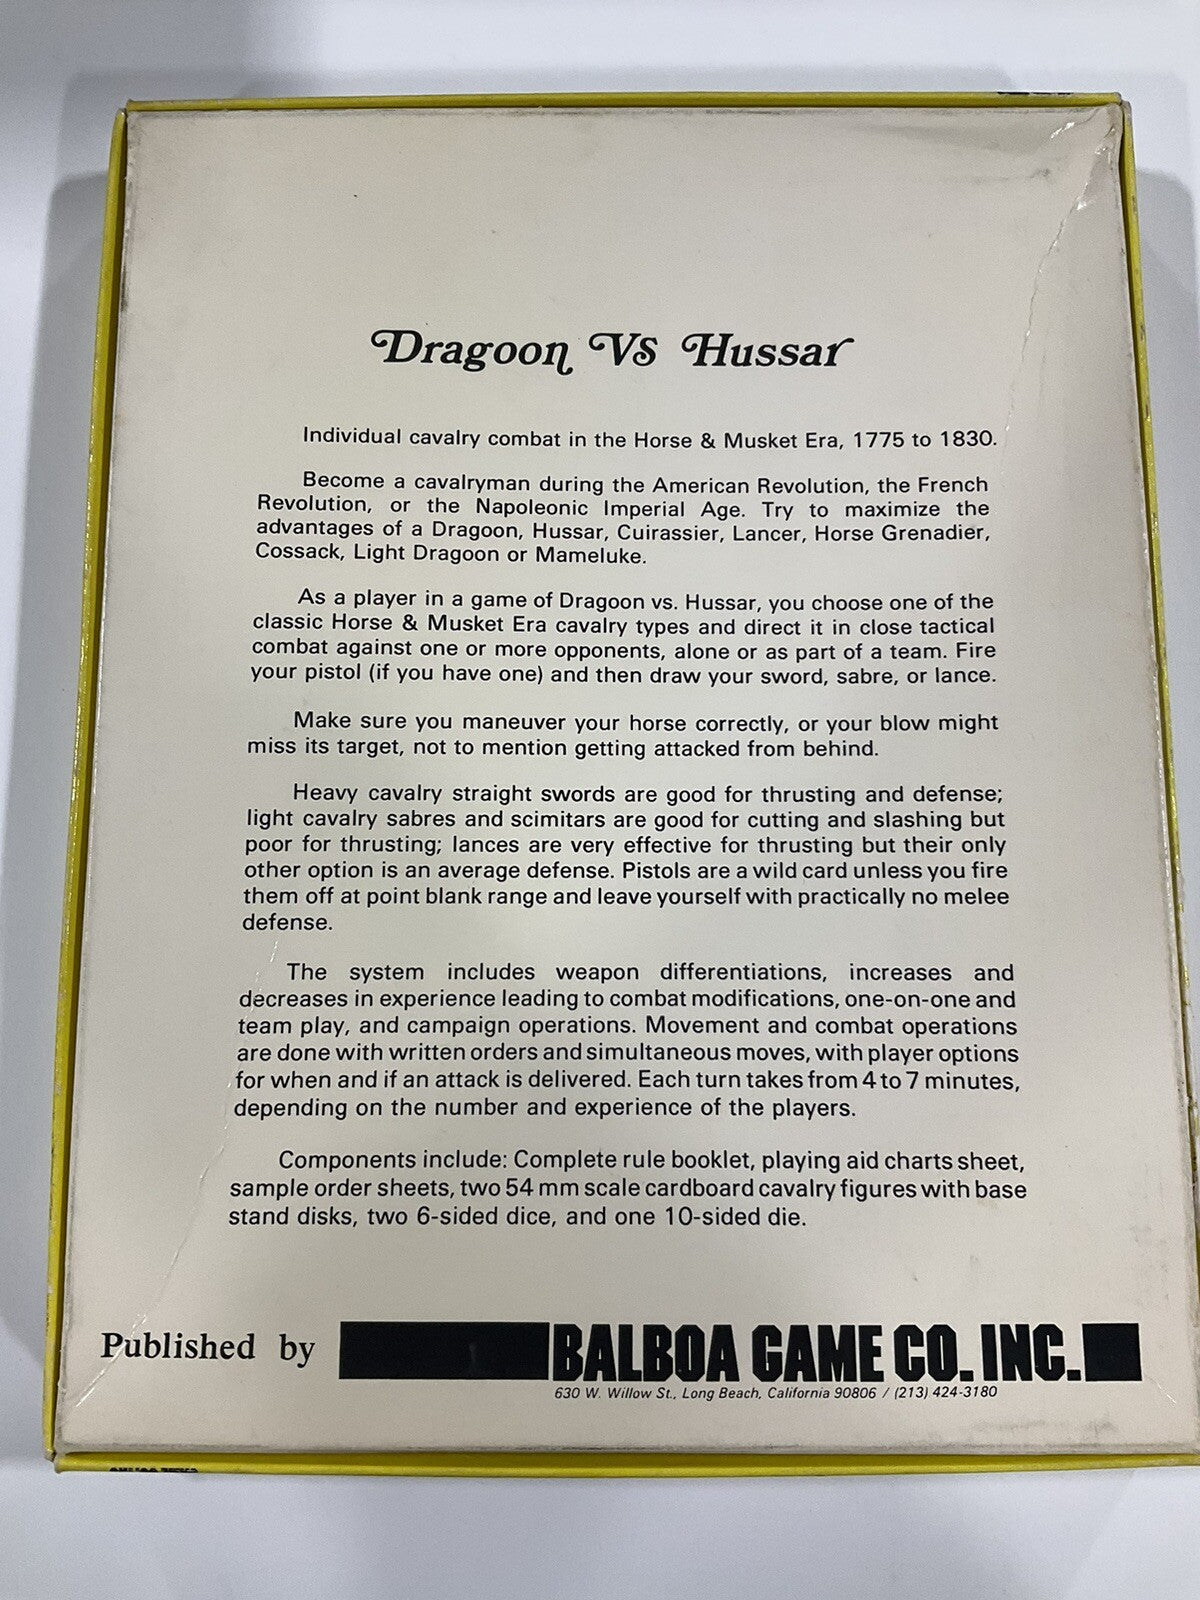 Dragoon Vs Hussar
Individual cavalry combat in the Horse & Musket Era, 1775 to 1830.
Become a cavalryman during the American Revolution, the French
Revolution, or the Napoleonic Imperial Age. Try to maximize the
advantages of a Dragoon, Hussar, Cuirassier, Lancer, Horse Grenadier,
Cossack, Light Dragoon or Mameluke.
As a player in a game of Dragoon vs. Hussar, you choose one of the
classic Horse & Musket Era cavalry types and direct it in close tactical
combat against one or more opponents, alone or as part of a team. Fire
your pistol (if you have one) and then draw your sword, sabre, or lance.
Make sure you maneuver your horse correctly, or your blow might
miss its target, not to mention getting attacked from behind.
Heavy cavalry straight swords are good for thrusting and defense;
light cavalry sabres and scimitars are good for cutting and slashing but
poor for thrusting; lances are very effective for thrusting but their only
other option is an average defense. Pistols are a wild card unless you fire
them off at point blank range and leave yourself with practically no melee
defense.
The system includes weapon differentiations, increases and
decreases in experience leading to combat modifications, one-on-one and
team play, and campaign operations. Movement and combat operations
are done with written orders and simultaneous moves, with player options
for when and if an attack is delivered. Each turn takes from 4 to 7 minutes,
depending on the number and experience of the players.
Components include: Complete rule booklet, playing aid charts sheet,
sample order sheets, two 54 mm scale cardboard cavalry figures with base
stand disks, two 6-sided dice, and one 10-sided die.
Published by BALBOA GAME CO. INC.
630 W. Willow St., Long Beach, California 90806 / (213) 424-3180